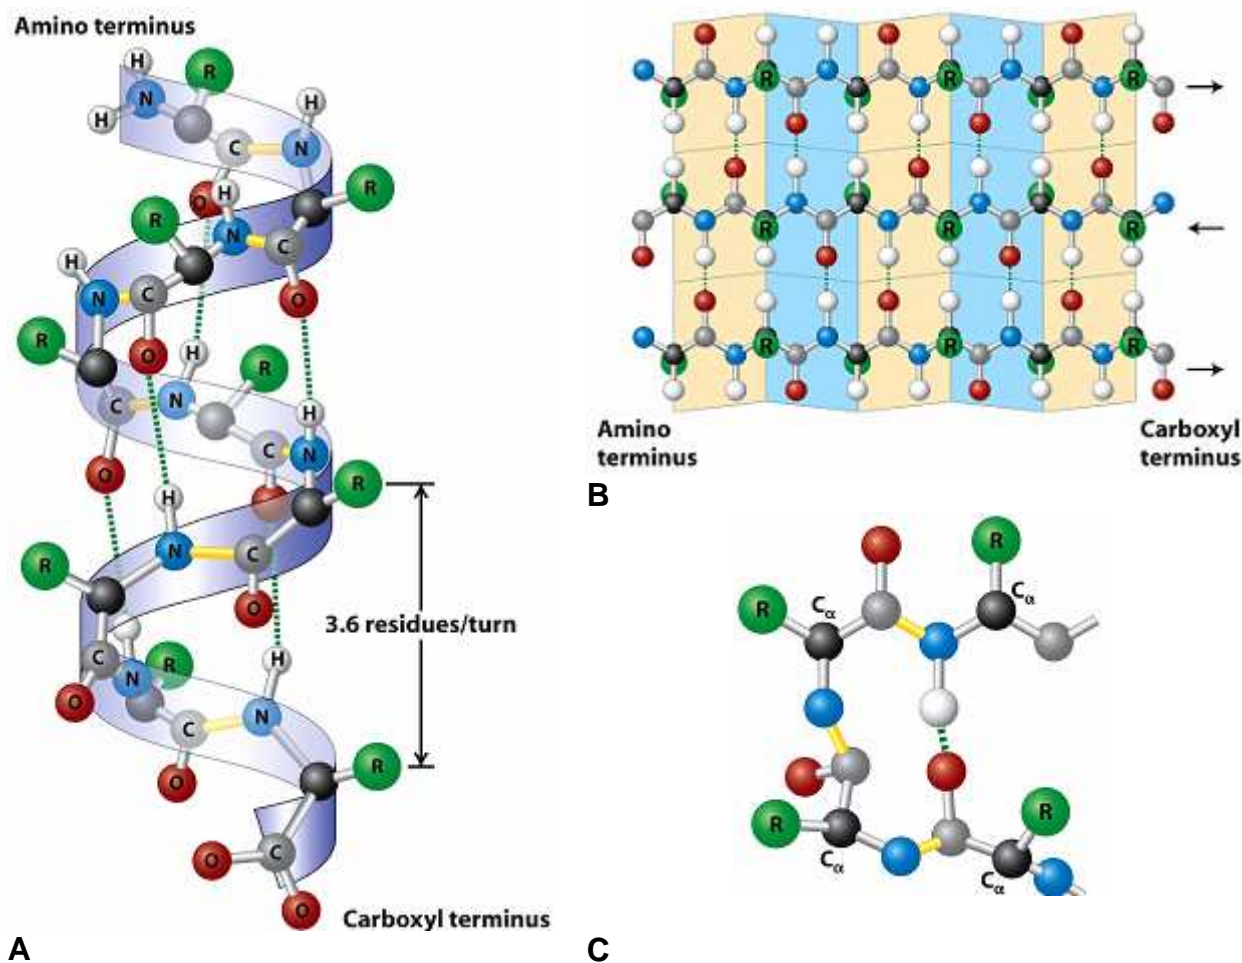 Amino terminus
H
R
H
N
H
C
N
O
H
R
R
N
C
H
N
C
O
R
O
H
R
C
N
H
C
N
O
R
H
N
C
R
O
3.6 residues/turn
C
N
R
O
C
N
H
O
R
C
O
O
Carboxyl terminus
A
R
R
R
R
R
R
R
R
Amino
terminus
Carboxyl
terminus
B
R
R
Cα
Cα
R
R
Cα
Cα
C